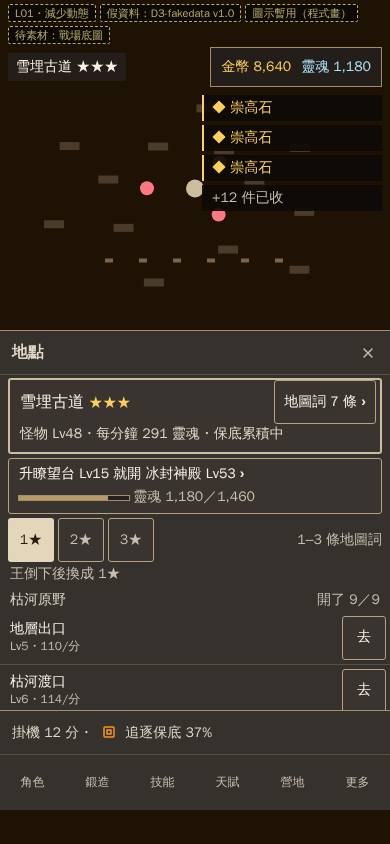 L01・減少動態 假資料：D3-fakedata v1.0 圖示暫用（程式畫）
待素材：戰場底圖
雪埋古道 ★★★
金幣 8,640 靈魂 1,180
◆ 崇高石
◆ 崇高石
◆ 崇高石
+12 件已收
地點 ×
雪埋古道 ★★★ 地圖詞 7 條 ›
怪物 Lv48・每分鐘 291 靈魂・保底累積中
升瞭望台 Lv15 就開 冰封神殿 Lv53 ›
靈魂 1,180／1,460
1★ 2★ 3★ 1–3 條地圖詞
王倒下後換成 1★
枯河原野 開了 9／9
地層出口 去
Lv5・110/分
枯河渡口 去
Lv6・114/分
掛機 12 分・ 追逐保底 37%
角色 鍛造 技能 天賦 營地 更多